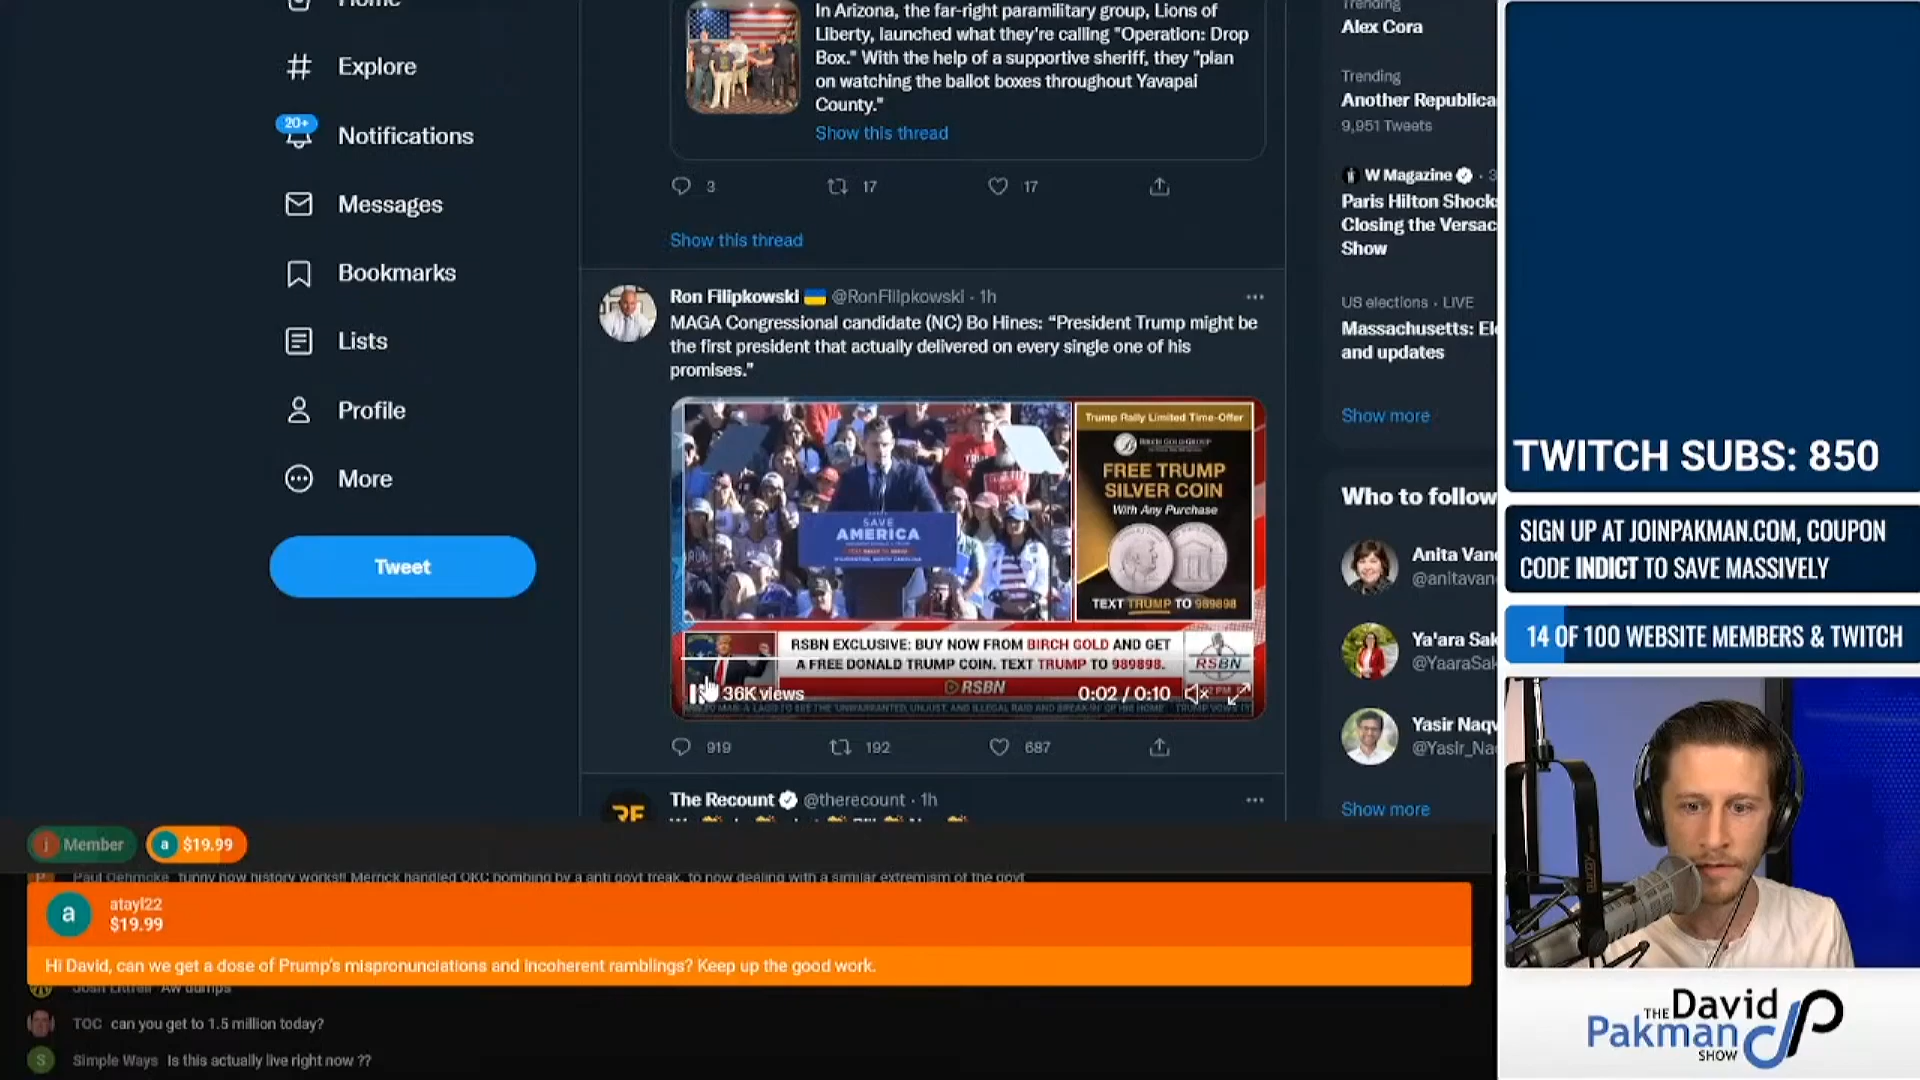 Home
Explore
20+
Notifications
Messages
Bookmarks
Lists
Profile
More
Tweet
In Arizona, the far-right paramilitary group, Lions of
Liberty, launched what they're calling "Operation: Drop
Box." With the help of a supportive sheriff, they "plan
on watching the ballot boxes throughout Yavapai
County."
Show this thread
3 17 17
Show this thread
Ron Filipkowski @RonFilipkowski · 1h
MAGA Congressional candidate (NC) Bo Hines: “President Trump might be
the first president that actually delivered on every single one of his
promises.”
SAVE
AMERICA
Trump Rally Limited Time-Offer
BIRCH GOLD GROUP
FREE TRUMP
SILVER COIN
With Any Purchase
TEXT TRUMP TO 989898
RSBN EXCLUSIVE: BUY NOW FROM BIRCH GOLD AND GET
A FREE DONALD TRUMP COIN. TEXT TRUMP TO 989898.
RSBN
RSBN
36K views
0:02 / 0:10
919 192 687
The Recount @therecount · 1h
Trending
Alex Cora
Trending
Another Republica
9,951 Tweets
W Magazine · 3
Paris Hilton Shock
Closing the Versac
Show
US elections · LIVE
Massachusetts: El
and updates
Show more
Who to follow
Anita Van
@anitavan
Ya'ara Sak
@YaaraSak
Yasir Naqv
@Yasir_Na
Show more
TWITCH SUBS: 850
SIGN UP AT JOINPAKMAN.COM, COUPON
CODE INDICT TO SAVE MASSIVELY
14 OF 100 WEBSITE MEMBERS & TWITCH
THE David
Pakman
SHOW
j Member
a $19.99
Paul Oehmoke funny how history works!! Merrick handled OKC bombing by a anti govt freak, to now dealing with a similar extremism of the govt
a
atayl22
$19.99
Hi David, can we get a dose of Prump's mispronunciations and incoherent ramblings? Keep up the good work.
Josh Littrell Aw dumps
TOC can you get to 1.5 million today?
S Simple Ways Is this actually live right now ??